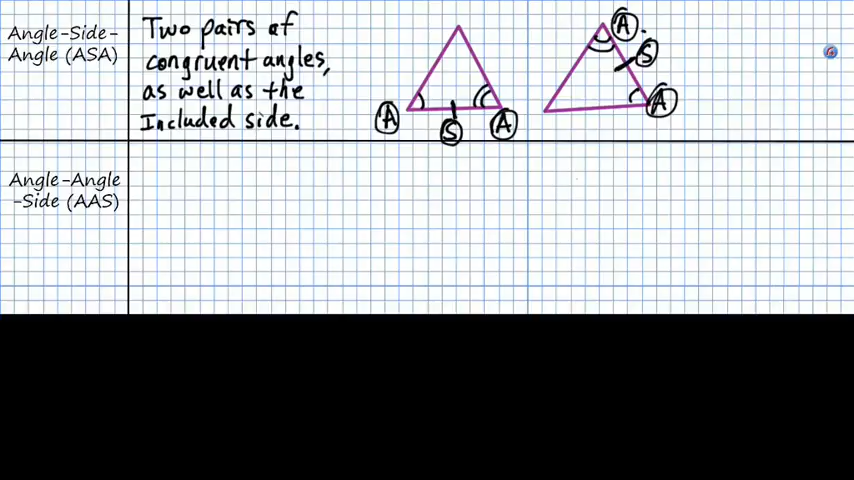 Angle-Side-
Angle (ASA)
Two pairs of
congruent angles,
as well as the
Included side.
A
S
A
A
S
A
Angle-Angle
-Side (AAS)